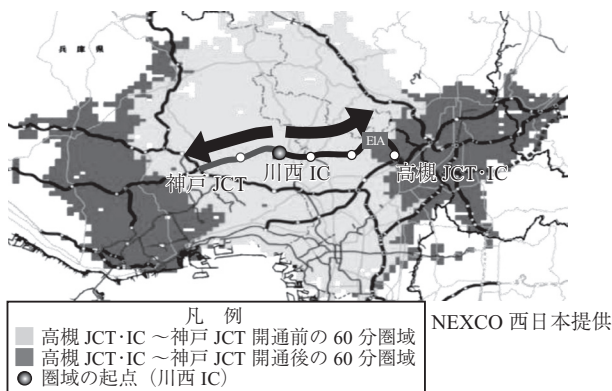 兵庫県
EIA
神戸 JCT
川西 IC
高槻 JCT·IC
凡 例
高槻 JCT·IC ~神戸 JCT 開通前の 60 分圏域
高槻 JCT·IC ~神戸 JCT 開通後の 60 分圏域
圏域の起点（川西 IC）
NEXCO 西日本提供